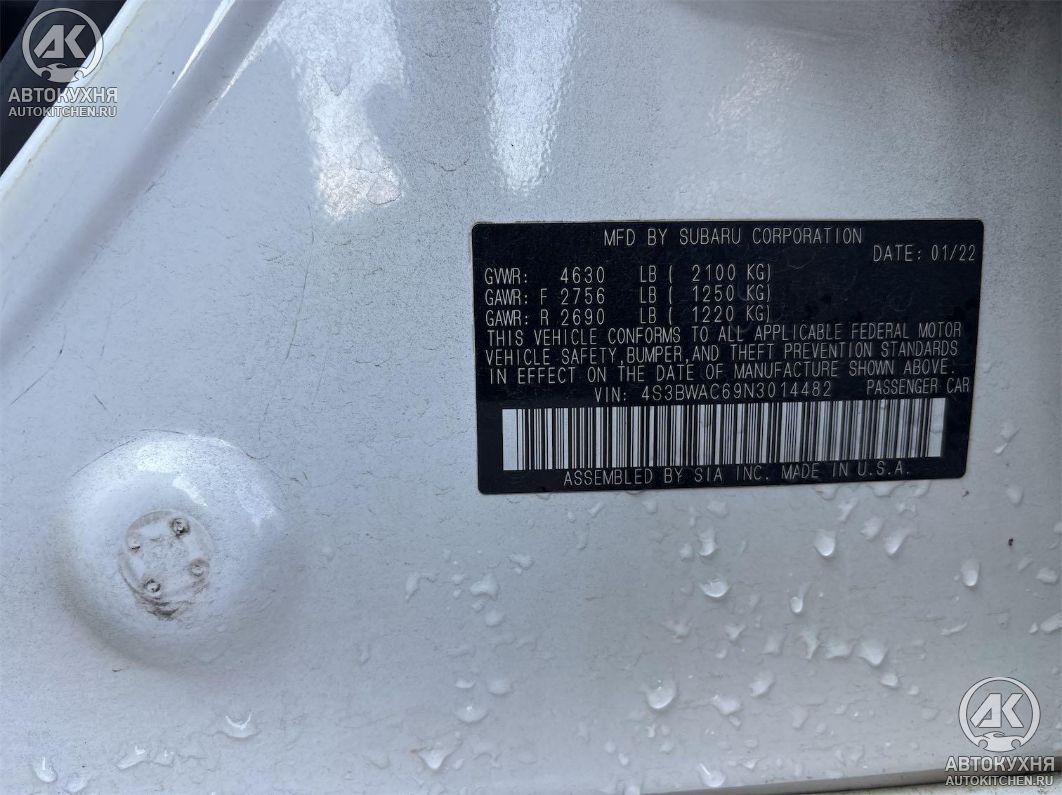 AK
АВТОКУХНЯ
AUTOKITCHEN.RU
MFD BY SUBARU CORPORATION
DATE: 01/22
GVWR: 4630 LB ( 2100 KG)
GAWR: F 2756 LB ( 1250 KG)
GAWR: R 2690 LB ( 1220 KG)
THIS VEHICLE CONFORMS TO ALL APPLICABLE FEDERAL MOTOR
VEHICLE SAFETY, BUMPER, AND THEFT PREVENTION STANDARDS
IN EFFECT ON THE DATE OF MANUFACTURE SHOWN ABOVE.
VIN: 4S3BWAC69N3014482 PASSENGER CAR
ASSEMBLED BY SIA INC. MADE IN U.S.A.
AK
АВТОКУХНЯ
AUTOKITCHEN.RU